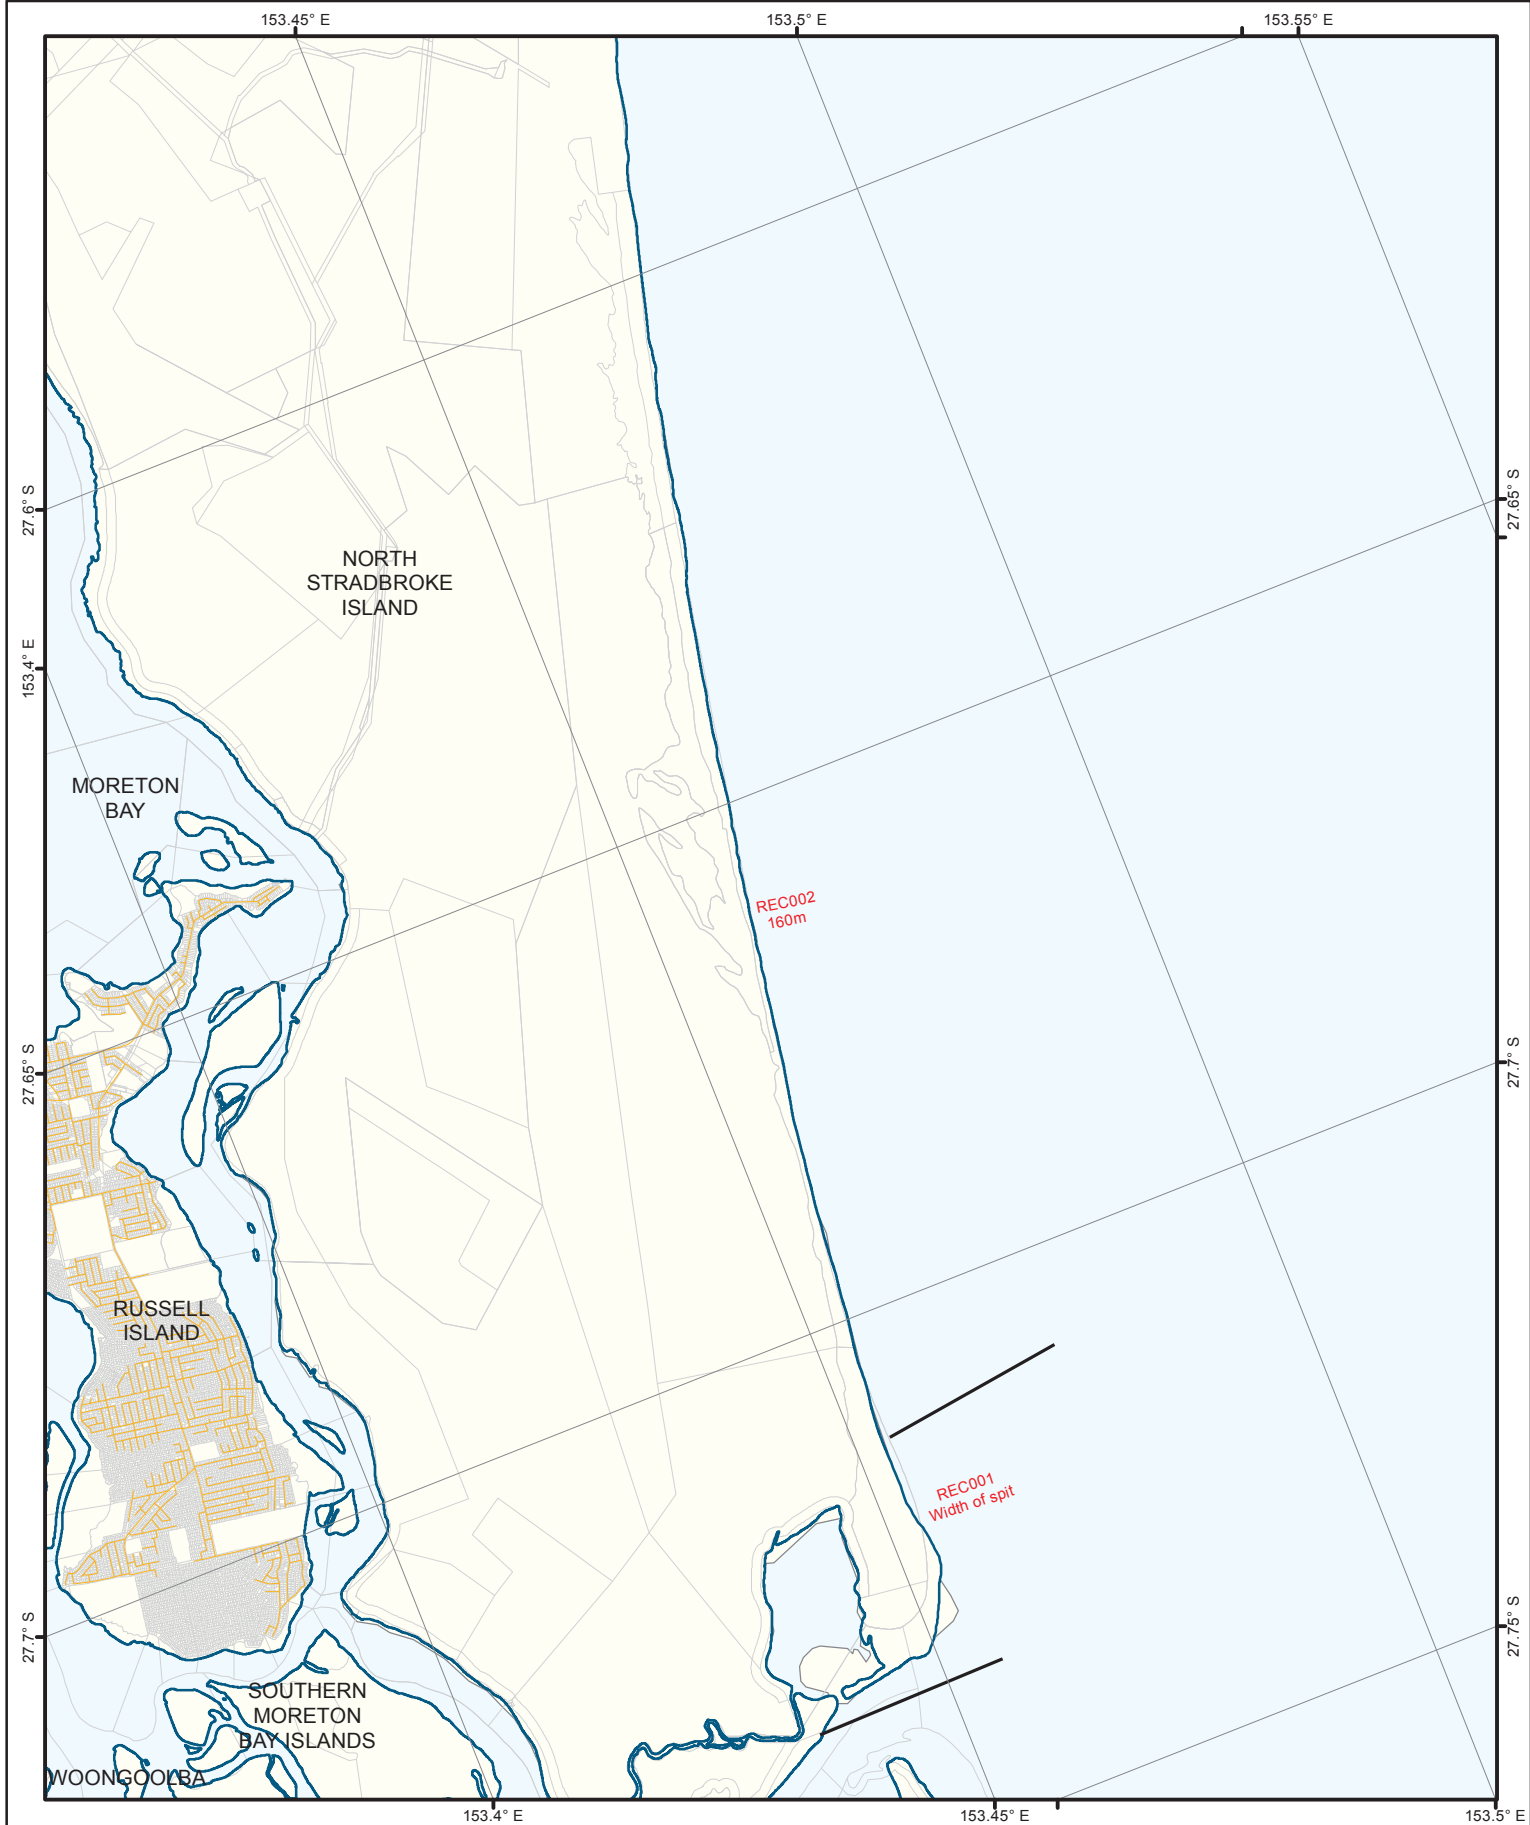 153.45° E
153.5° E
153.55° E
27.6° S
27.65° S
NORTH
STRADBROKE
ISLAND
153.4° E
MORETON
BAY
REC002
160m
27.65° S
27.7° S
RUSSELL
ISLAND
REC001
Width of spit
27.7° S
27.75° S
SOUTHERN
MORETON
BAY ISLANDS
WOONGOOLBA
153.4° E
153.45° E
153.5° E